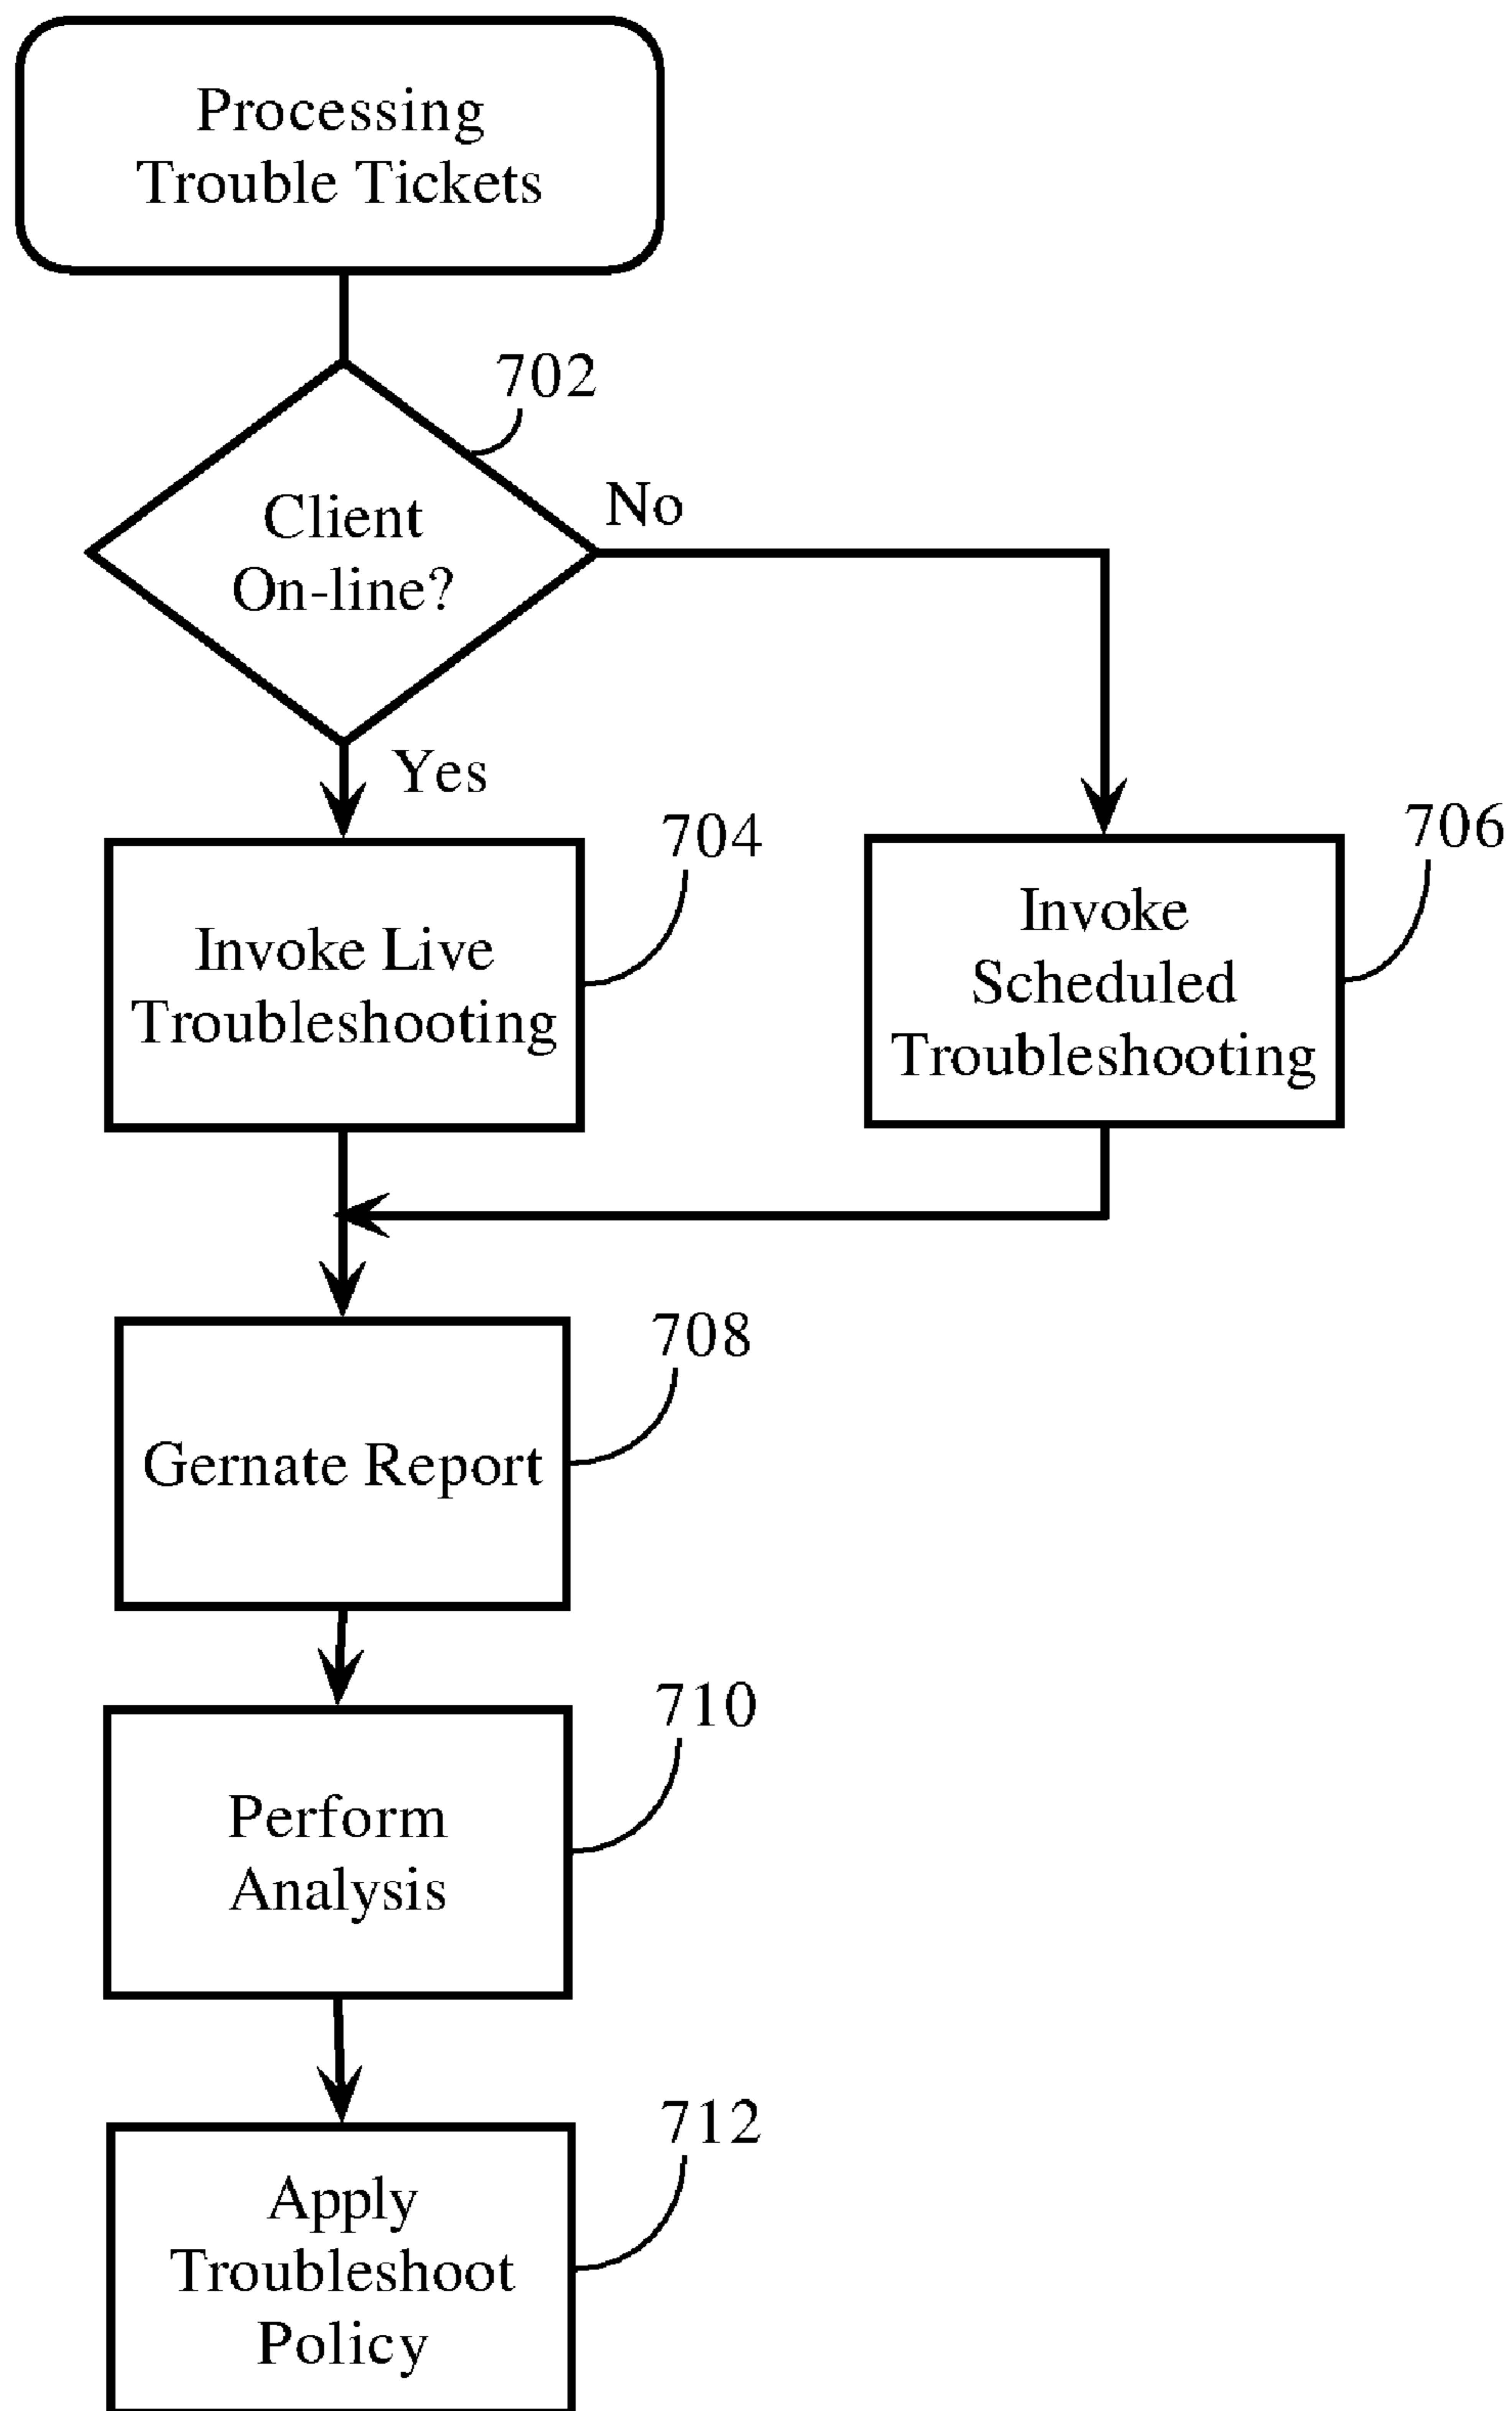 Processing
Trouble Tickets
702
Client
On-line?
No
Yes
704
Invoke Live
Troubleshooting
706
Invoke
Scheduled
Troubleshooting
708
Gernate Report
710
Perform
Analysis
712
Apply
Troubleshoot
Policy